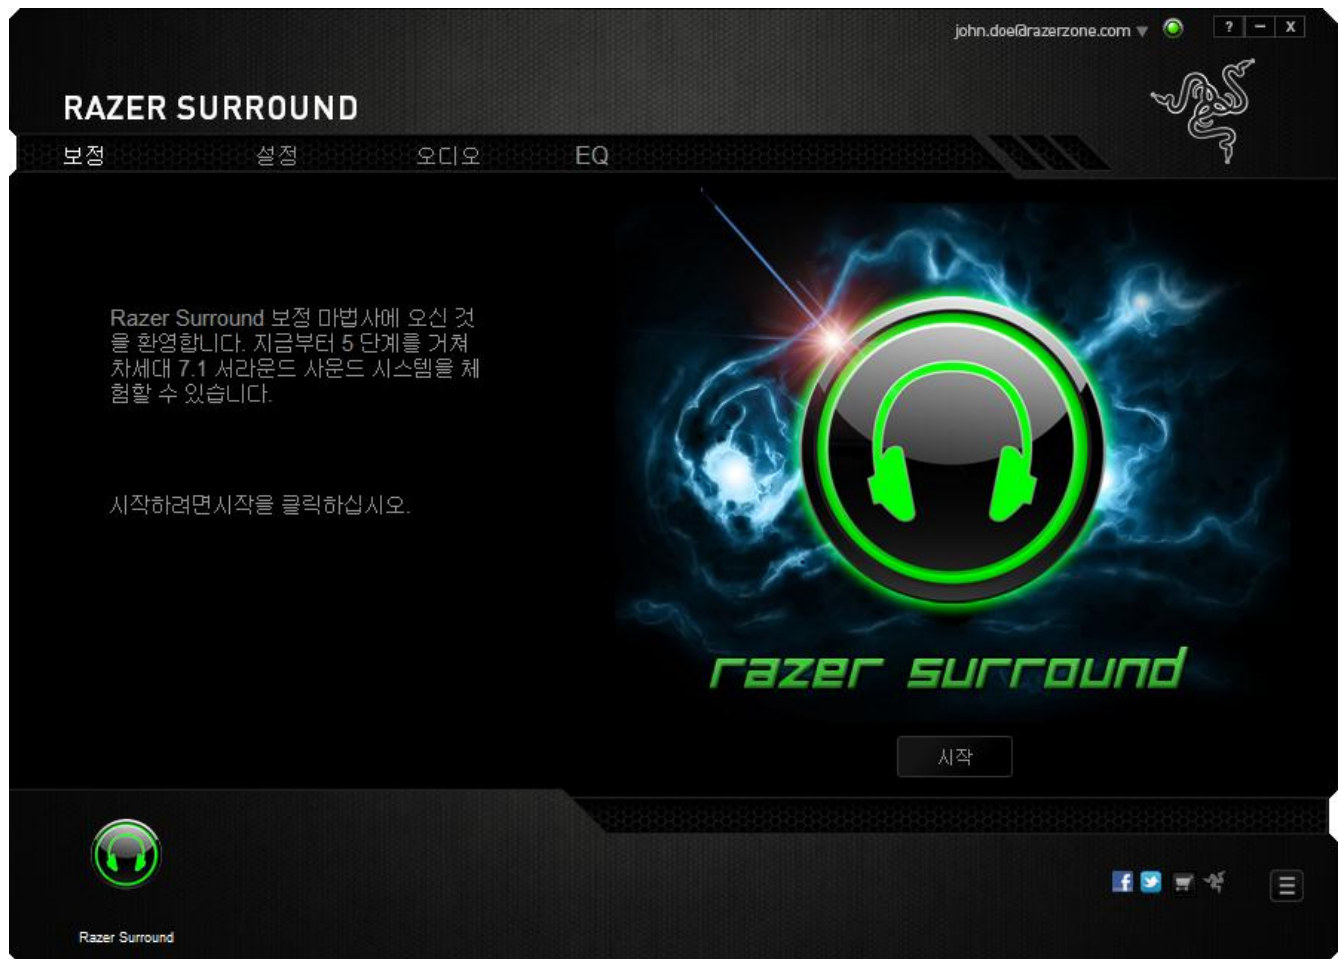 john.doe@razerzone.com
? – X
RAZER SURROUND
보정 설정 오디오 EQ
Razer Surround 보정 마법사에 오신 것
을 환영합니다. 지금부터 5 단계를 거쳐
차세대 7.1 서라운드 사운드 시스템을 체
험할 수 있습니다.
시작하려면시작을 클릭하십시오.
razer surround
시작
Razer Surround